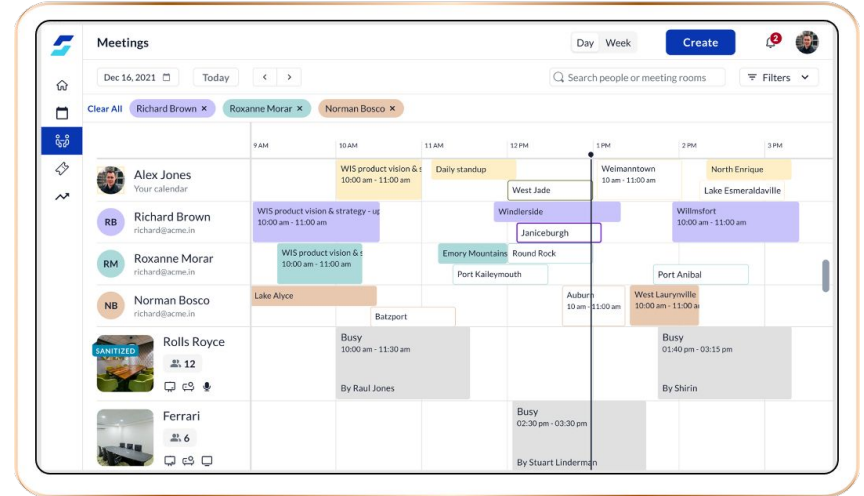 Meetings
Day Week
Create
2
Dec 16, 2021
Today
< >
Search people or meeting rooms
Filters
Clear All
Richard Brown ×
Roxanne Morar ×
Norman Bosco ×
9 AM 10 AM 11 AM 12 PM 1 PM 2 PM 3 PM
Alex Jones
Your calendar
WIS product vision & s
10:00 am - 11:00 am
Daily standup
West Jade
Weimanntown
10 am - 11:00 am
North Enrique
Lake Esmeraldaville
RB
Richard Brown
richard@acme.in
WIS product vision & strategy - up
10:00 am - 11:00 am
Windlerside
Janiceburgh
Willmsfort
10:00 am - 11:00 am
RM
Roxanne Morar
richard@acme.in
WIS product vision & s
10:00 am - 11:00 am
Emory Mountains
Round Rock
Port Kaileymouth
Port Anibal
NB
Norman Bosco
richard@acme.in
Lake Alyce
Batzport
Auburn
10 am - 11:00 am
West Laurynville
10:00 am - 11:00 a
SANITIZED
Rolls Royce
12
Busy
10:00 am - 11:30 am
By Raul Jones
Busy
01:40 pm - 03:15 pm
By Shirin
Ferrari
6
Busy
02:30 pm - 03:30 pm
By Stuart Linderman